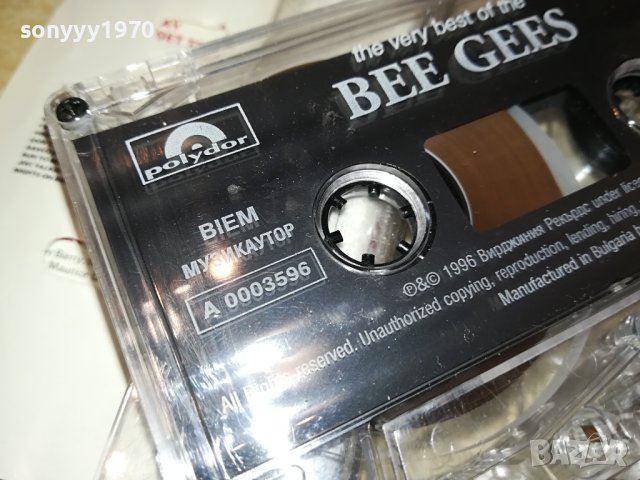 sonyyy1970
the very best of the
BEE GEES
polydor
BIEM
МУЗИКАУТОР
A 0003596
℗&© 1996 Вирджиния Рекърдс under
All Rights reserved. Unauthorized copying, reproduction, lending, hiring,
Manufactured in Bulgaria
BAZAR